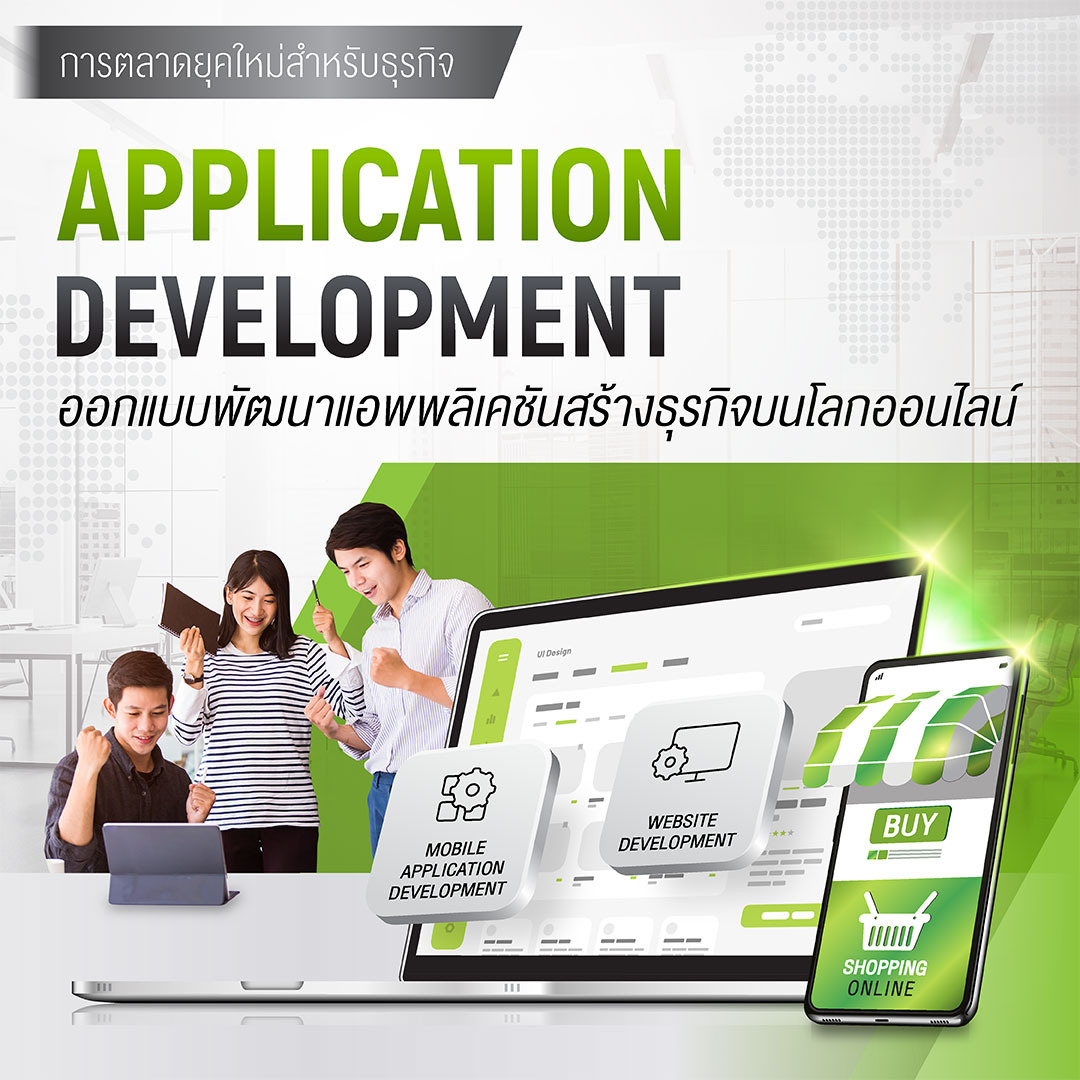 การตลาดยุคใหม่สำหรับธุรกิจ
APPLICATION
DEVELOPMENT
ออกแบบพัฒนาแอพพลิเคชันสร้างธุรกิจบนโลกออนไลน์
UI Design
MOBILE
APPLICATION
DEVELOPMENT
WEBSITE
DEVELOPMENT
BUY
SHOPPING
ONLINE